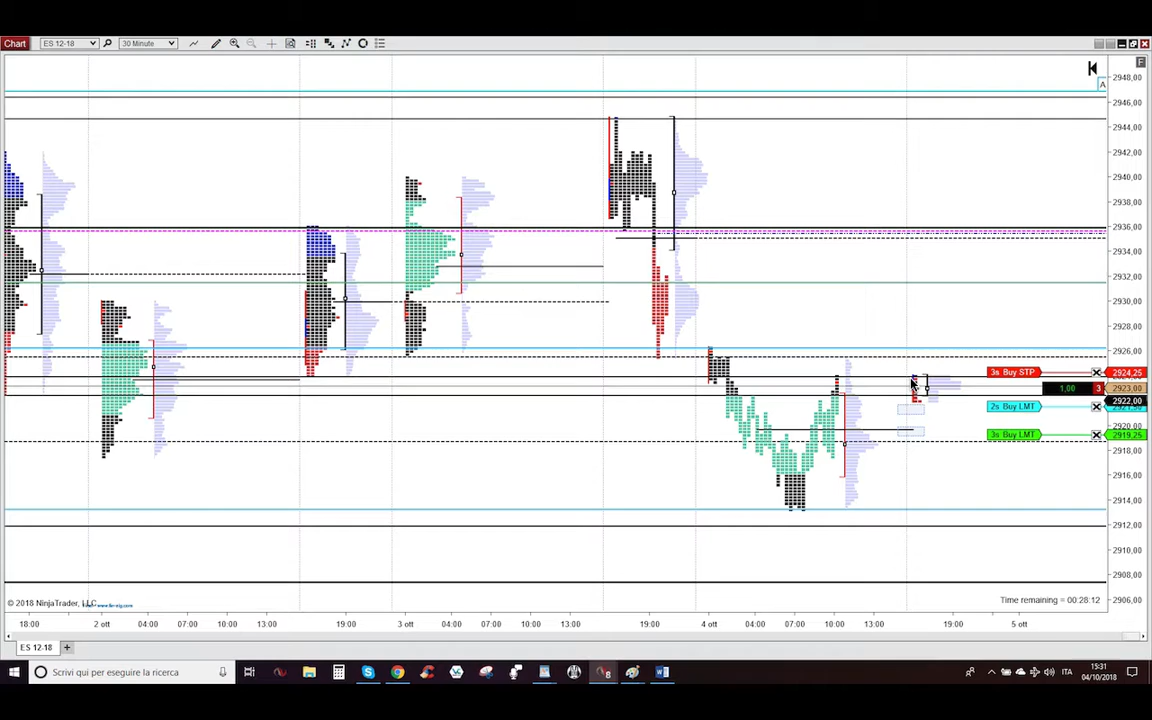 Chart ES 12-18 30 Minute
F
A
2948,00
2946,00
2944,00
2942,00
2940,00
2938,00
2936,00
2934,00
2932,00
2930,00
2928,00
2926,00
3s Buy STP 2924,25
1,00 3 2923,00
2922,00
2s Buy LMT
2920,00
3s Buy LMT 2919,25
2918,00
2916,00
2914,00
2912,00
2910,00
2908,00
2906,00
© 2018 NinjaTrader, LLC
Time remaining = 00:28:12
18:00 2 ott 04:00 07:00 10:00 13:00 19:00 3 ott 04:00 07:00 10:00 13:00 19:00 4 ott 04:00 07:00 10:00 13:00 19:00 5 ott
ES 12-18 +
Scrivi qui per eseguire la ricerca
8
ITA
15:31
04/10/2018